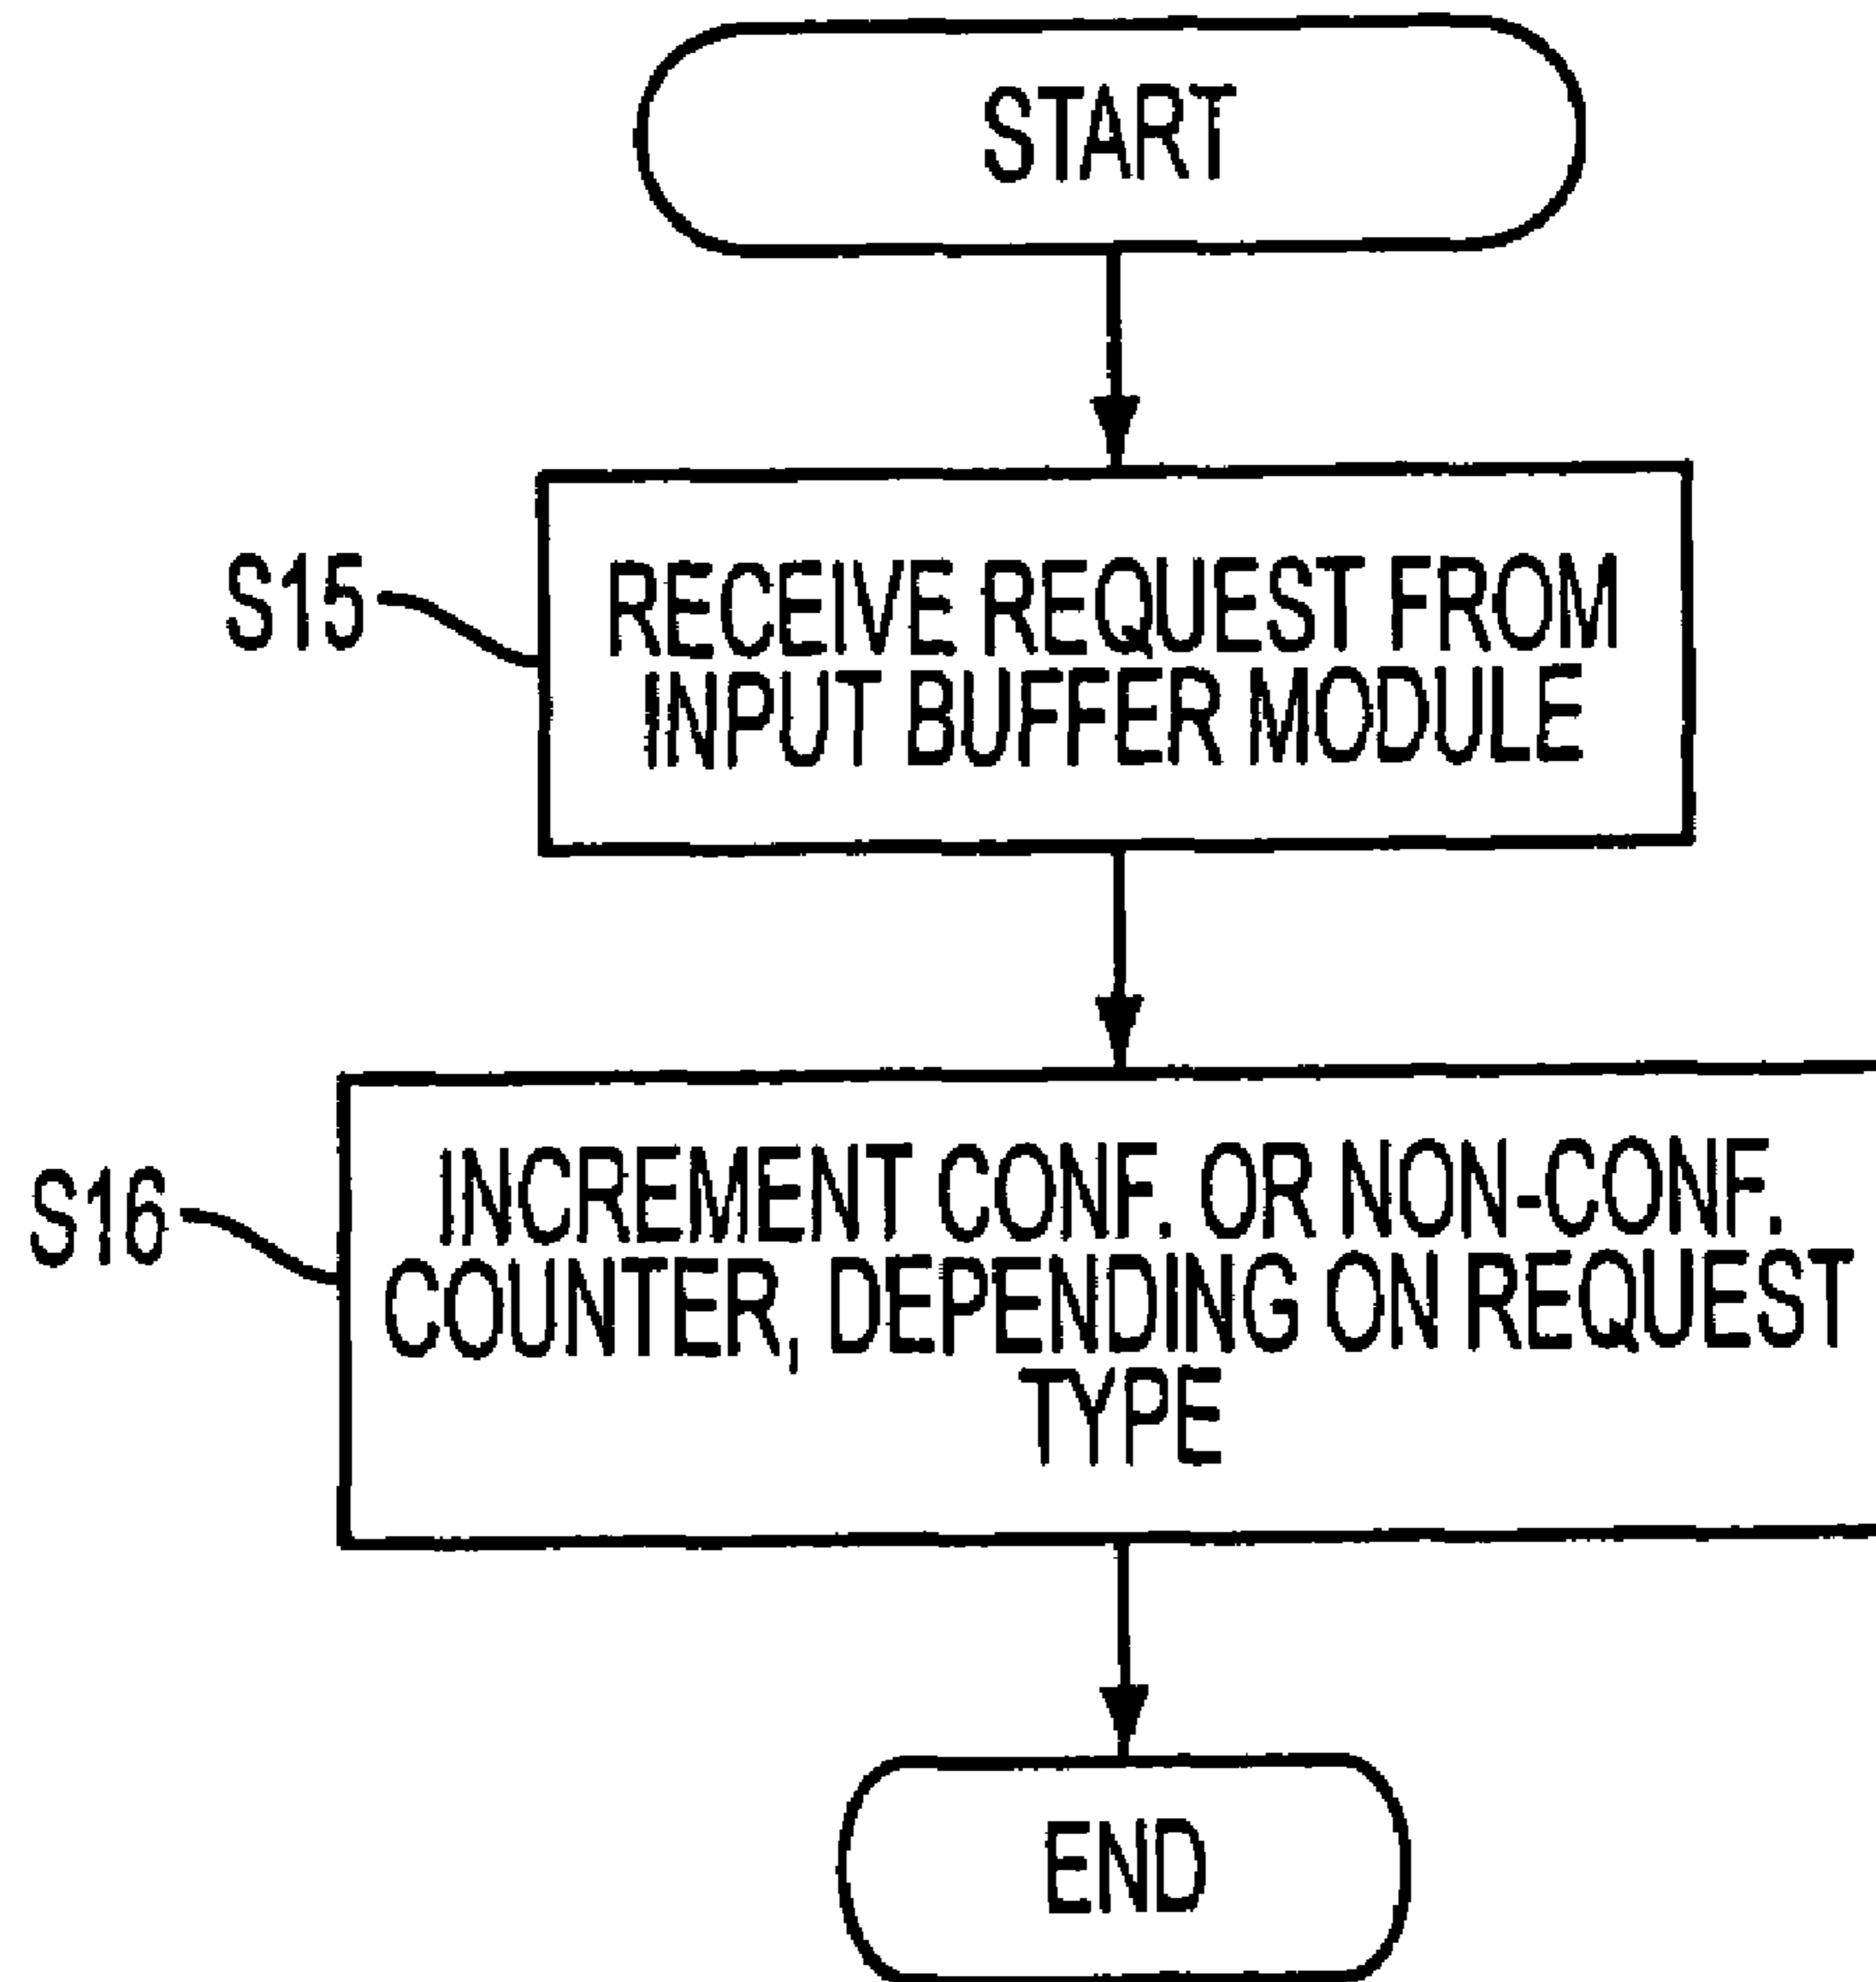 START
S15
RECEIVE REQUEST FROM
INPUT BUFFER MODULE
S16
INCREMENT CONF. OR NON-CONF.
COUNTER, DEPENDING ON REQUEST
TYPE
END